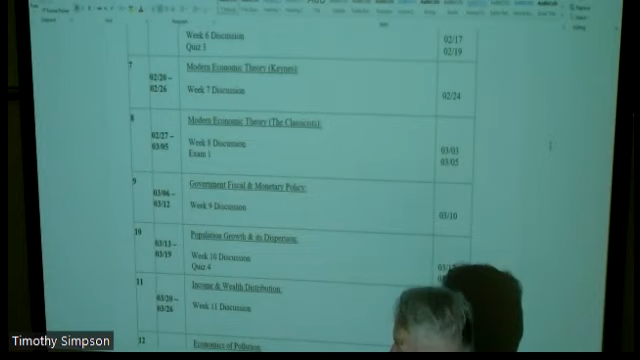 Week 6 Discussion 02/17
Quiz 3 02/19
7 02/20 – 02/26
Modern Economic Theory (Keynes):
Week 7 Discussion 02/24
8 02/27 – 03/05
Modern Economic Theory (The Classicists):
Week 8 Discussion 03/03
Exam 1 03/05
9 03/06 – 03/12
Government Fiscal & Monetary Policy:
Week 9 Discussion 03/10
10 03/13 – 03/19
Population Growth & its Dispersion:
Week 10 Discussion
Quiz 4
11 03/20 – 03/26
Income & Wealth Distribution:
Week 11 Discussion
12 Economics of Pollution:
Timothy Simpson